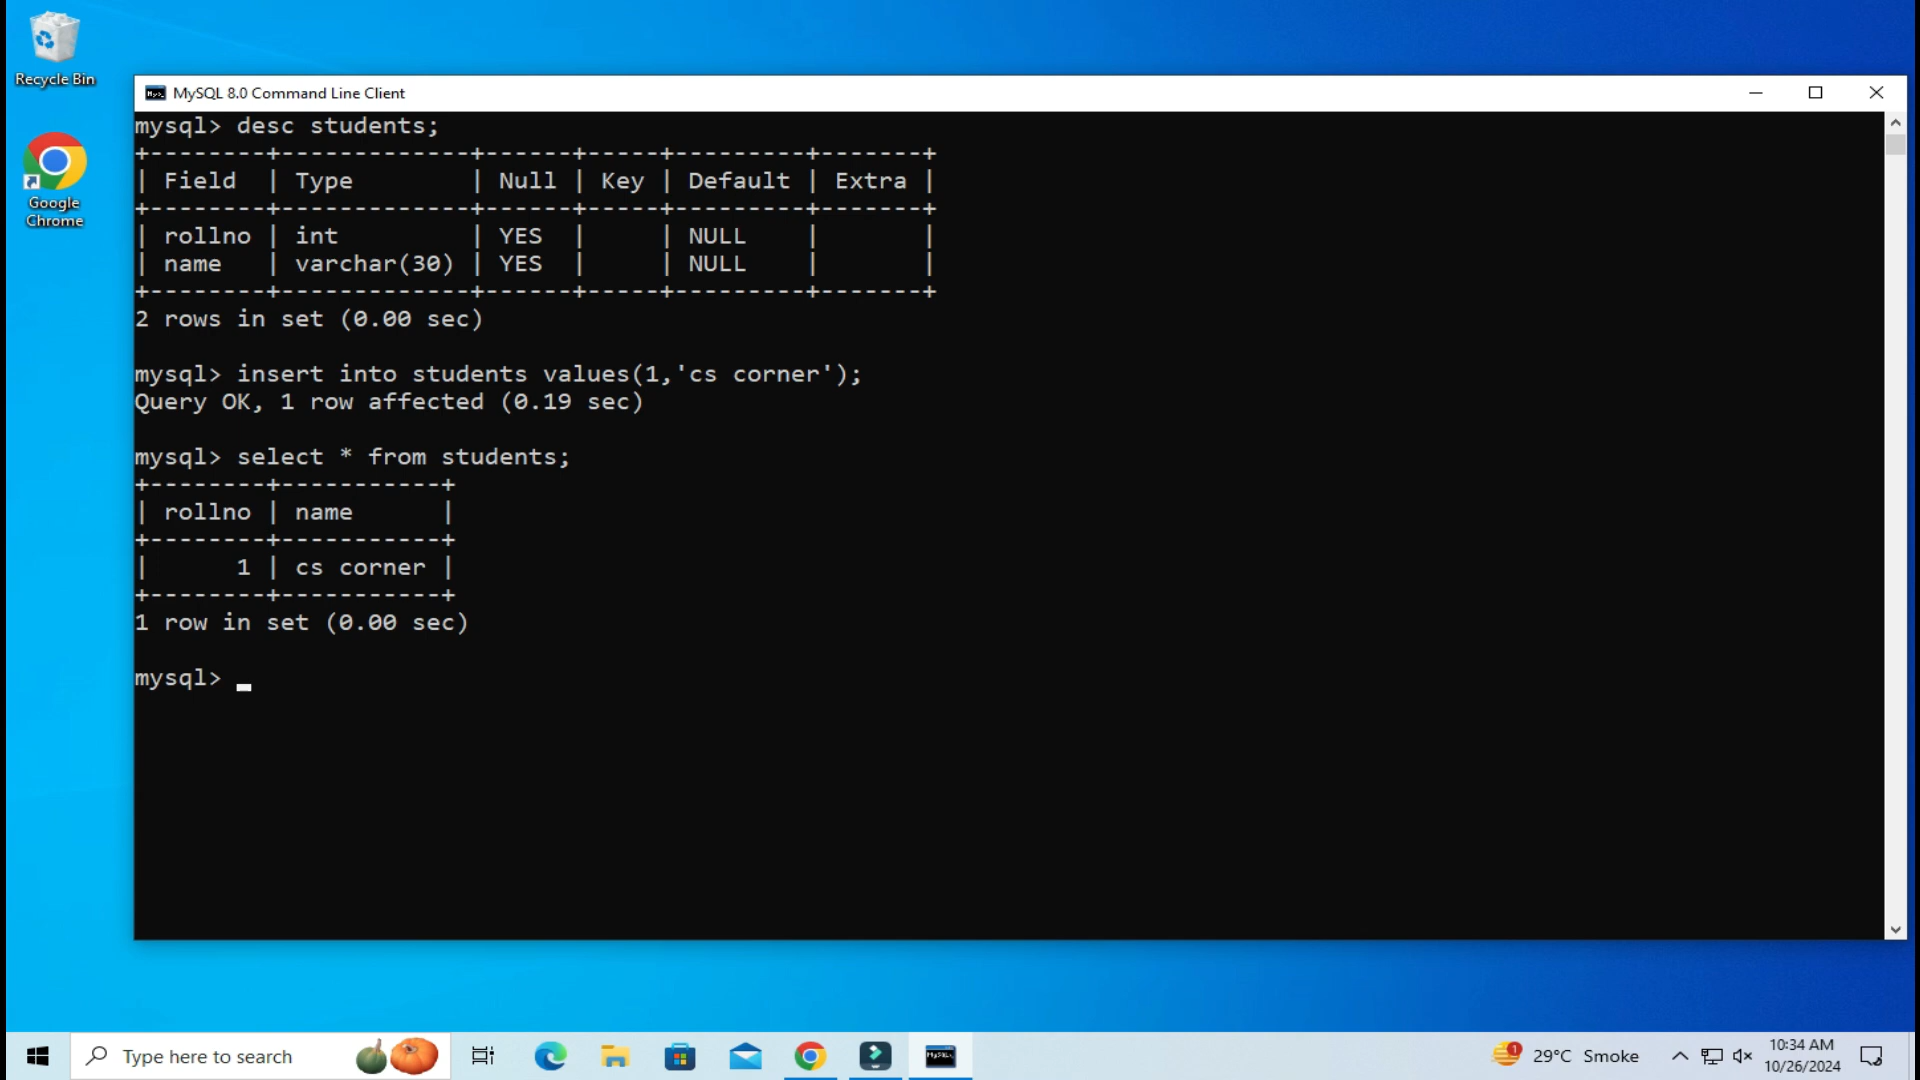 Recycle Bin
Google
Chrome
MySQL 8.0 Command Line Client
mysql> desc students;
+--------+-------------+------+-----+---------+-------+
| Field  | Type        | Null | Key | Default | Extra |
+--------+-------------+------+-----+---------+-------+
| rollno | int         | YES  |     | NULL    |       |
| name   | varchar(30) | YES  |     | NULL    |       |
+--------+-------------+------+-----+---------+-------+
2 rows in set (0.00 sec)
mysql> insert into students values(1,'cs corner');
Query OK, 1 row affected (0.19 sec)
mysql> select * from students;
+--------+-----------+
| rollno | name      |
+--------+-----------+
|      1 | cs corner |
+--------+-----------+
1 row in set (0.00 sec)
mysql> _
Type here to search
1
29°C Smoke
10:34 AM
10/26/2024